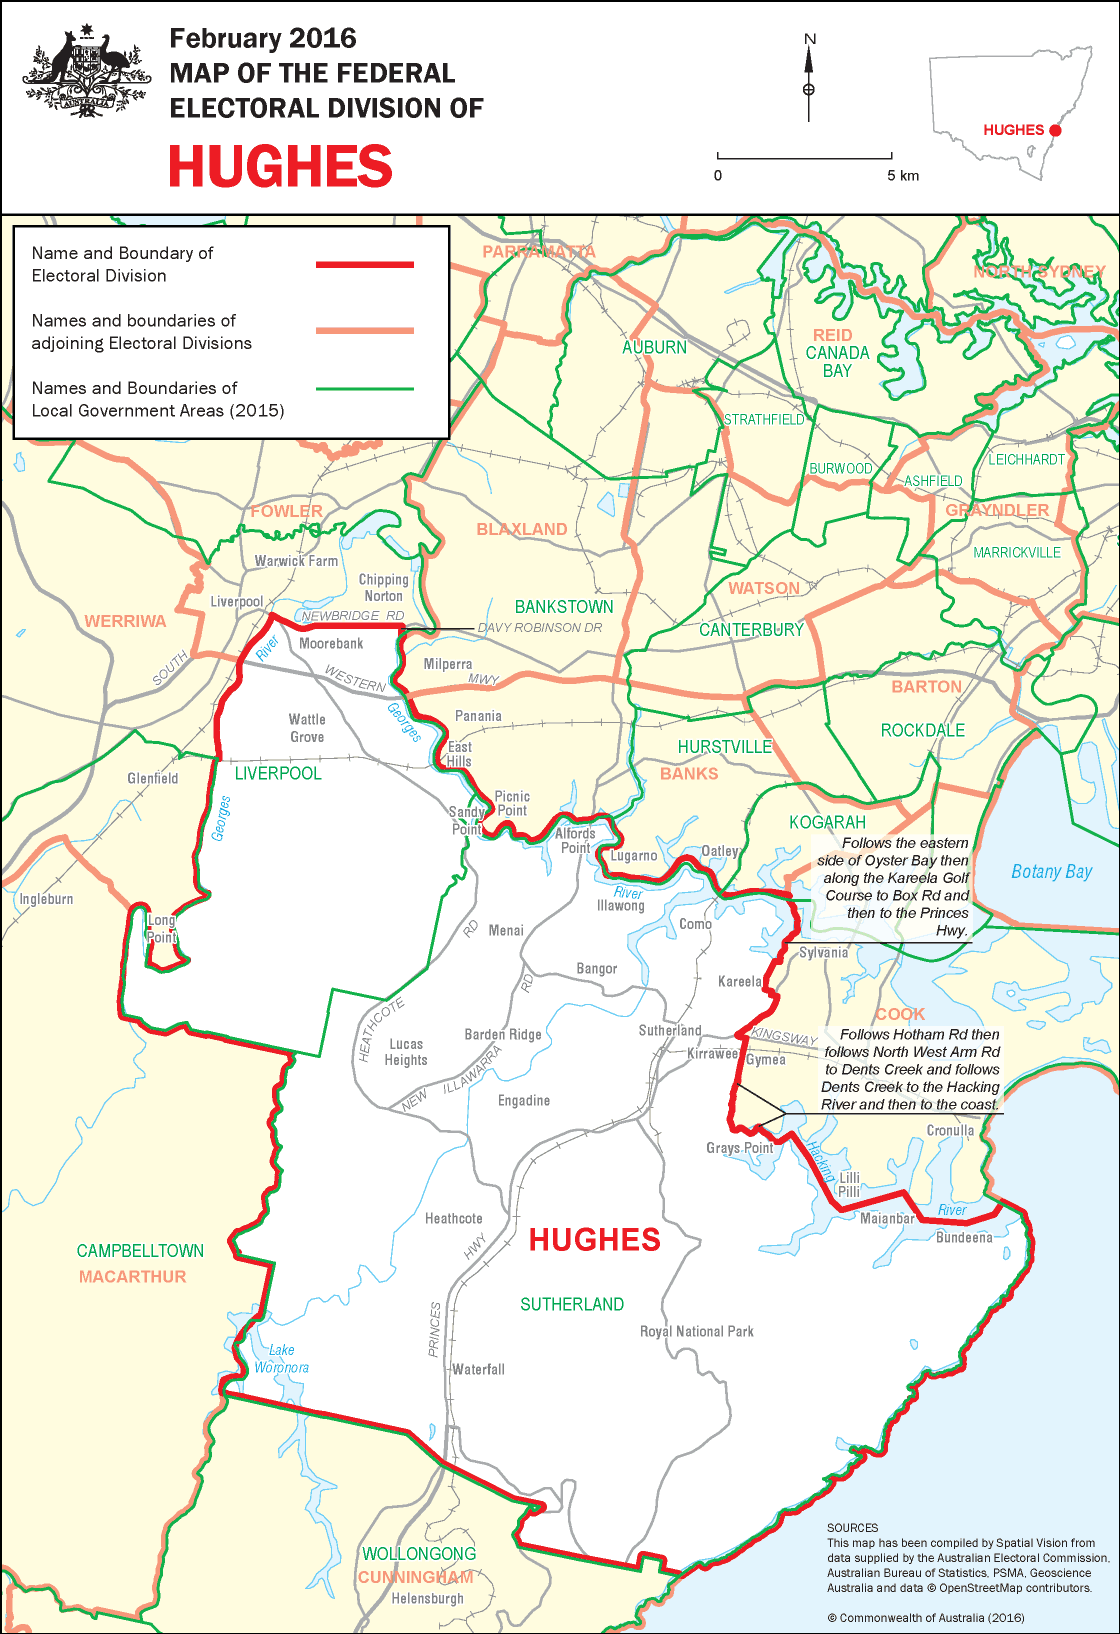 February 2016
MAP OF THE FEDERAL
ELECTORAL DIVISION OF
HUGHES
AUSTRALIA
N
0
5 km
HUGHES
Name and Boundary of
Electoral Division
Names and boundaries of
adjoining Electoral Divisions
Names and Boundaries of
Local Government Areas (2015)
PARRAMATTA
NORTH SYDNEY
REID
CANADA
BAY
AUBURN
STRATHFIELD
BURWOOD
LEICHHARDT
ASHFIELD
GRAYNDLER
MARRICKVILLE
FOWLER
BLAXLAND
Warwick Farm
Chipping
Norton
WATSON
Liverpool
BANKSTOWN
NEWBRIDGE RD
DAVY ROBINSON DR
CANTERBURY
WERRIWA
River
Moorebank
SOUTH
WESTERN
Milperra
MWY
BARTON
Georges
Wattle
Grove
Panania
ROCKDALE
East
Hills
HURSTVILLE
BANKS
Glenfield
LIVERPOOL
Georges
Picnic
Point
Sandy
Point
Alfords
Point
KOGARAH
Lugarno
Oatley
Follows the eastern
side of Oyster Bay then
along the Kareela Golf
Course to Box Rd and
then to the Princes
Hwy.
Botany Bay
Ingleburn
River
Illawong
Long
Point
RD
Menai
Como
Sylvania
Bangor
Kareela
RD
COOK
HEATHCOTE
Barden Ridge
Sutherland
KINGSWAY
Lucas
Heights
Kirrawee
Gymea
Follows Hotham Rd then
follows North West Arm Rd
to Dents Creek and follows
Dents Creek to the Hacking
River and then to the coast.
NEW
ILLAWARRA
Engadine
Cronulla
Grays Point
Hacking
Lilli
Pilli
Heathcote
Maianbar
River
Bundeena
HUGHES
HWY
CAMPBELLTOWN
MACARTHUR
SUTHERLAND
PRINCES
Royal National Park
Lake
Woronora
Waterfall
WOLLONGONG
CUNNINGHAM
Helensburgh
SOURCES
This map has been compiled by Spatial Vision from
data supplied by the Australian Electoral Commission,
Australian Bureau of Statistics, PSMA, Geoscience
Australia and data © OpenStreetMap contributors.
© Commonwealth of Australia (2016)